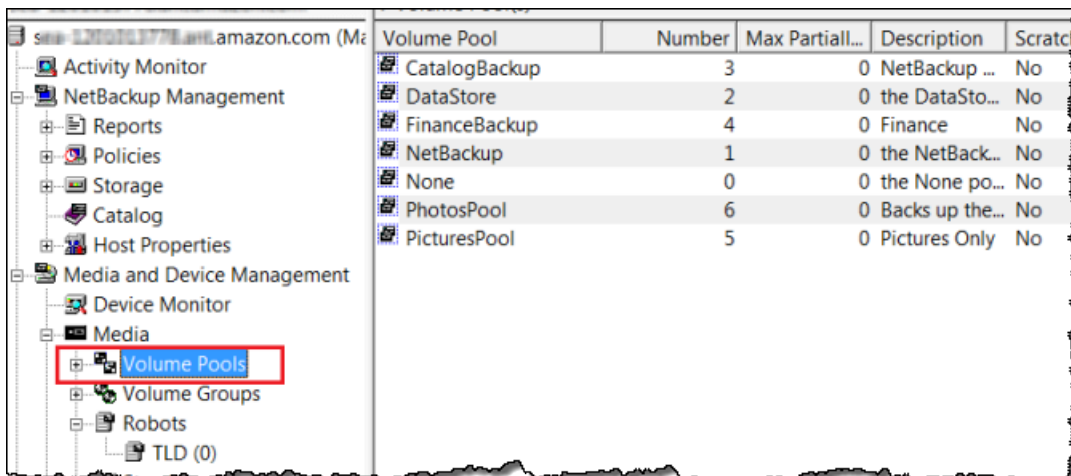 .amazon.com (Ma
Activity Monitor
NetBackup Management
Reports
Policies
Storage
Catalog
Host Properties
Media and Device Management
Device Monitor
Media
Volume Pools
Volume Groups
Robots
TLD (0)
Volume Pool Number Max Partiall... Description Scratc
CatalogBackup 3 0 NetBackup ... No
DataStore 2 0 the DataSto... No
FinanceBackup 4 0 Finance No
NetBackup 1 0 the NetBack... No
None 0 0 the None po... No
PhotosPool 6 0 Backs up the... No
PicturesPool 5 0 Pictures Only No